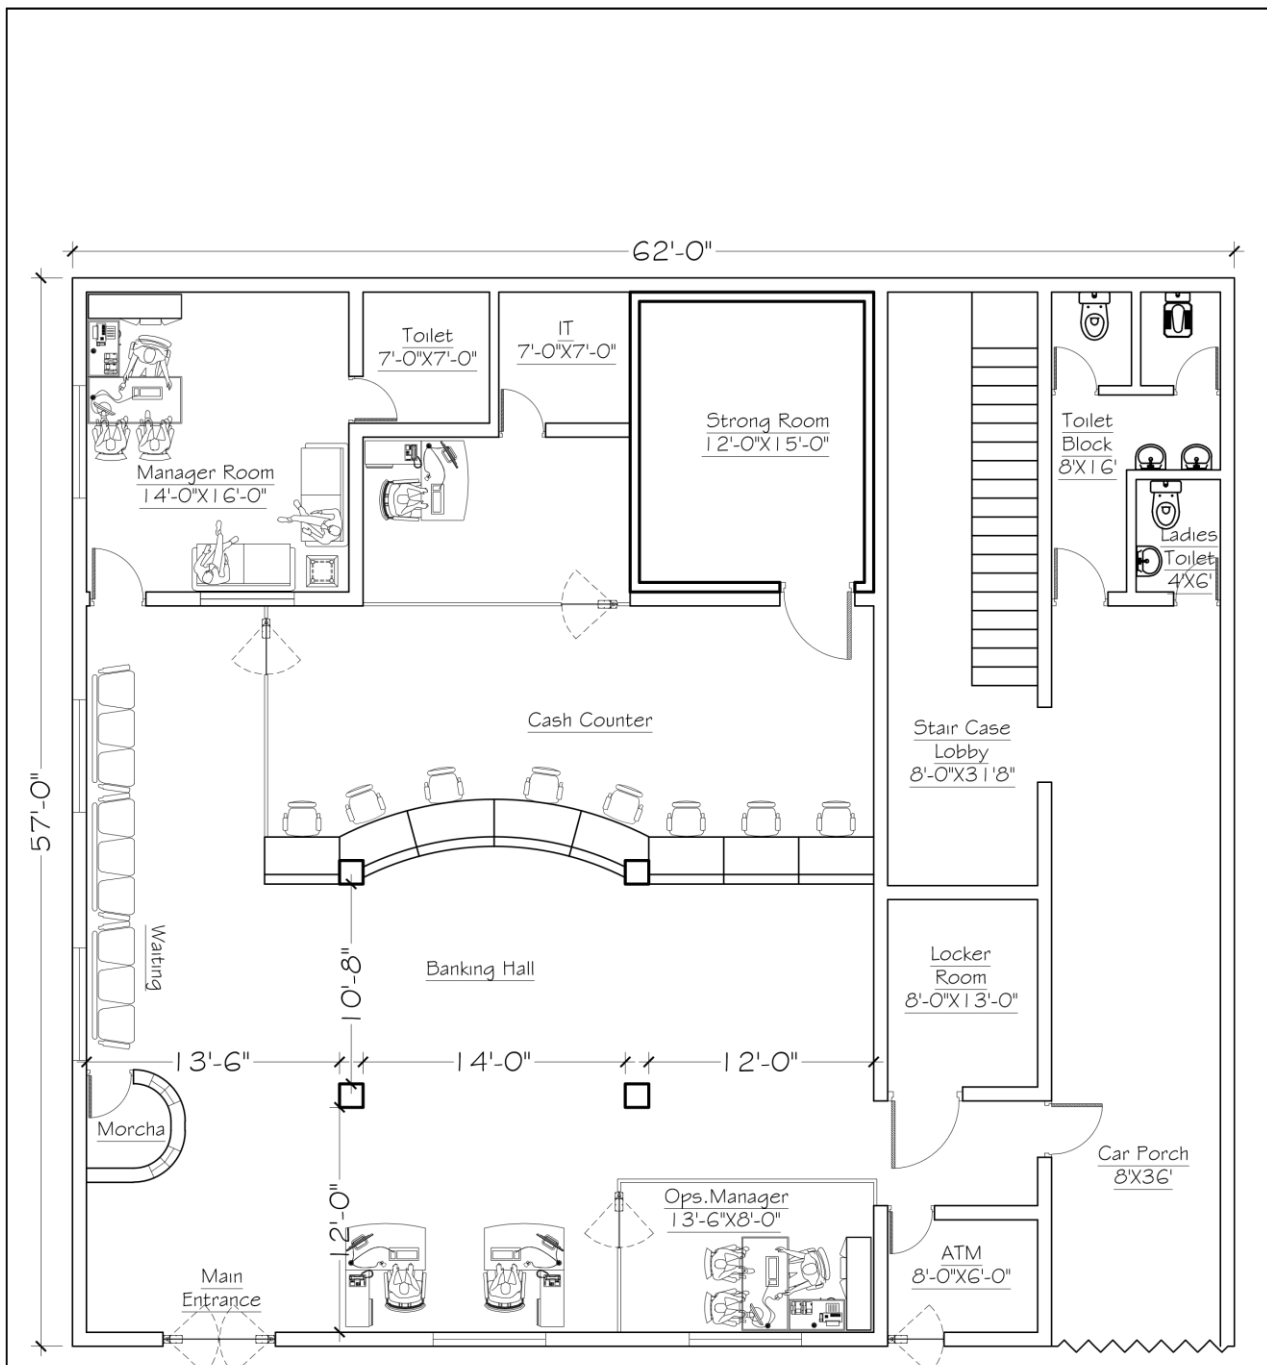 62'-0"
57'-0"
Toilet
7'-0"X7'-0"
IT
7'-0"X7'-0"
Strong Room
12'-0"X15'-0"
Manager Room
14'-0"X16'-0"
Toilet
Block
8'X16'
Ladies
Toilet
4'X6'
Cash Counter
Stair Case
Lobby
8'-0"X31'8"
Waiting
Banking Hall
10'-8"
Locker
Room
8'-0"X13'-0"
13'-6"
14'-0"
12'-0"
Morcha
Car Porch
8'X36'
12'-0"
Ops.Manager
13'-6"X8'-0"
ATM
8'-0"X6'-0"
Main
Entrance